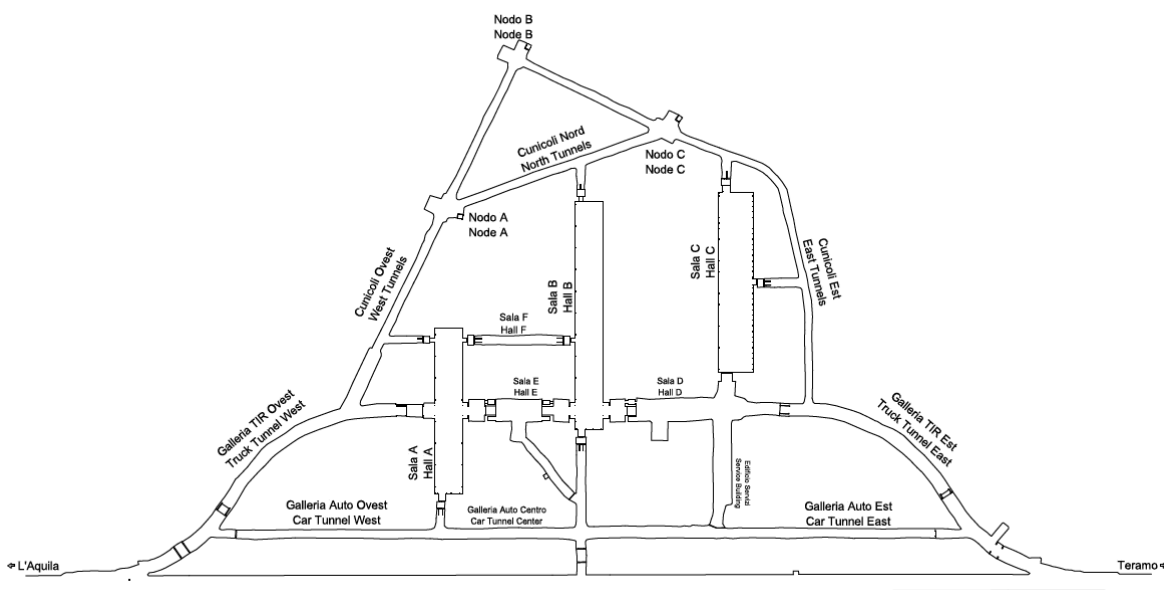 Nodo B
Node B
Cunicoli Nord
North Tunnels
Nodo C
Node C
Nodo A
Node A
Cunicoli Ovest
West Tunnels
Sala B
Hall B
Sala C
Hall C
Cunicoli Est
East Tunnels
Sala F
Hall F
Sala E
Hall E
Sala D
Hall D
Galleria TIR Ovest
Truck Tunnel West
Galleria TIR Est
Truck Tunnel East
Sala A
Hall A
Edificio Servizi
Service Building
Galleria Auto Ovest
Car Tunnel West
Galleria Auto Centro
Car Tunnel Center
Galleria Auto Est
Car Tunnel East
L'Aquila
Teramo